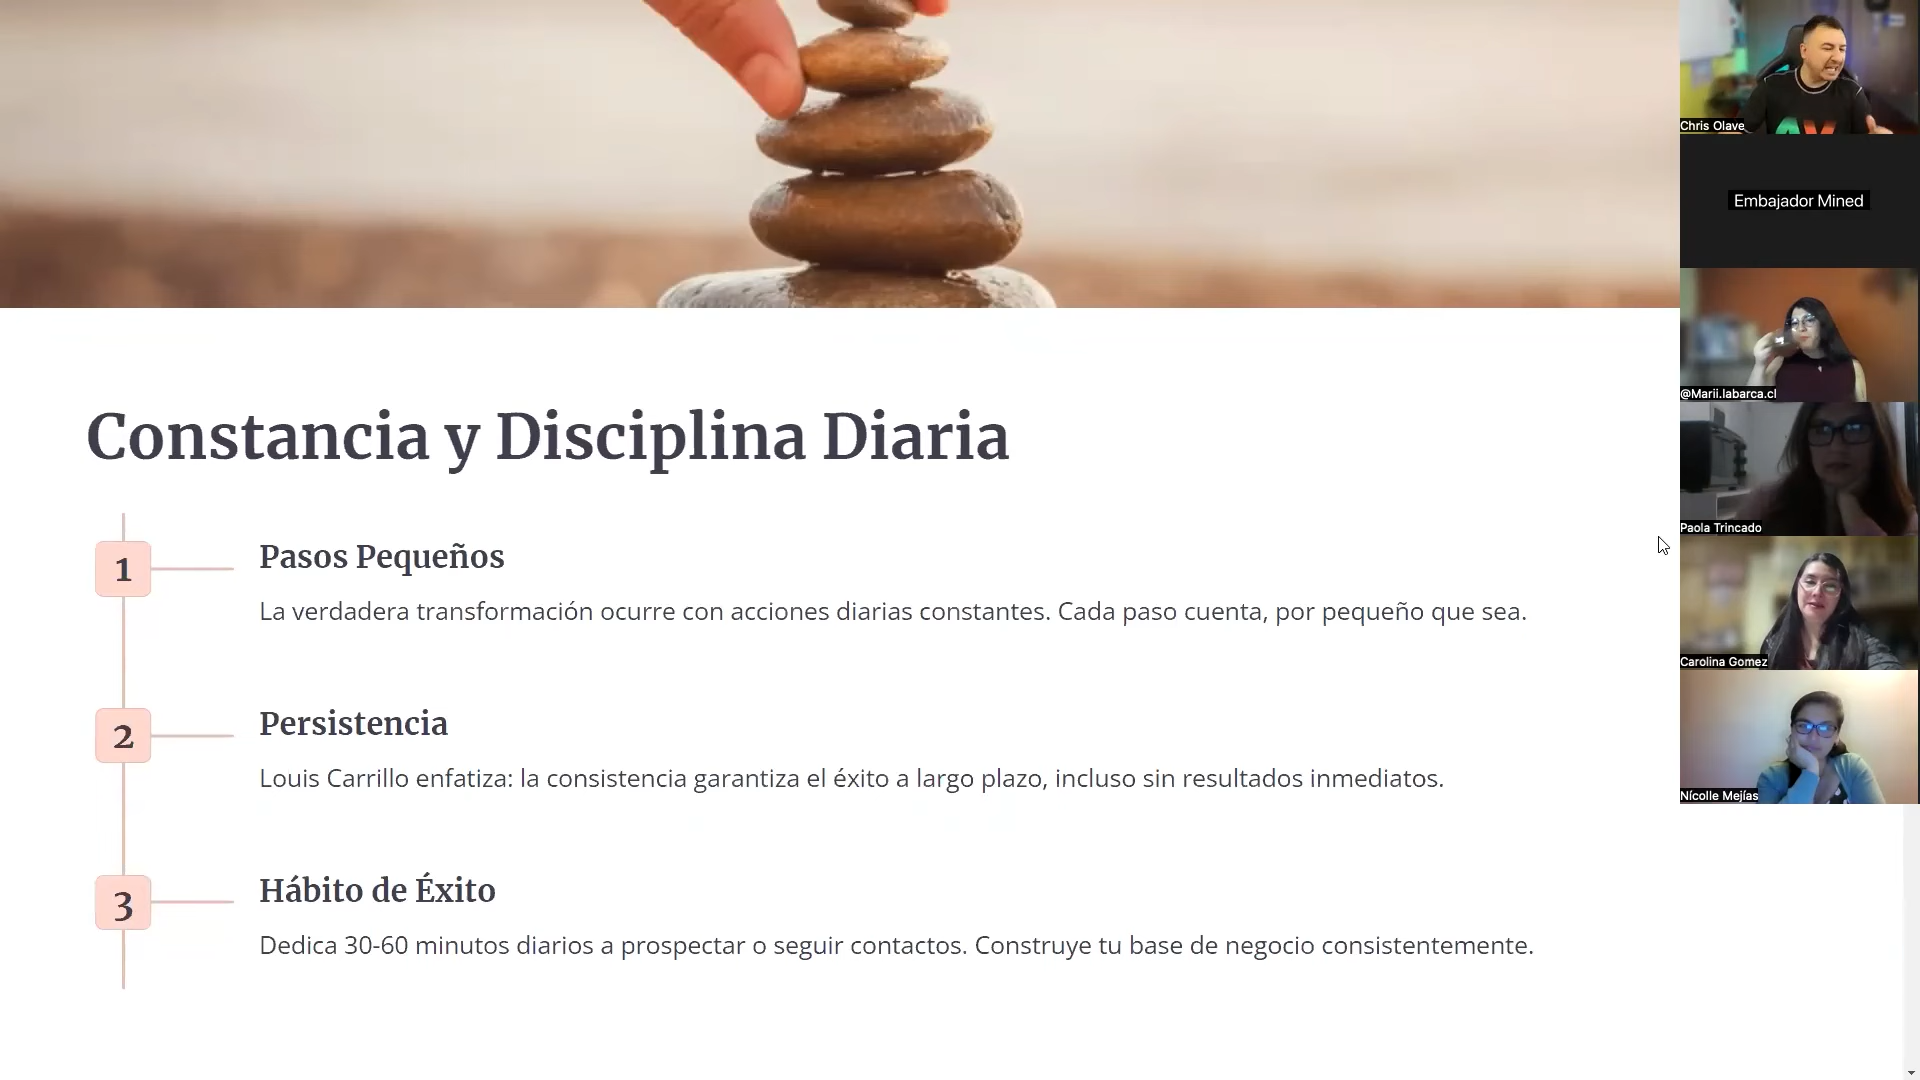 Constancia y Disciplina Diaria
1
Pasos Pequeños
La verdadera transformación ocurre con acciones diarias constantes. Cada paso cuenta, por pequeño que sea.
2
Persistencia
Louis Carrillo enfatiza: la consistencia garantiza el éxito a largo plazo, incluso sin resultados inmediatos.
3
Hábito de Éxito
Dedica 30-60 minutos diarios a prospectar o seguir contactos. Construye tu base de negocio consistentemente.
Chris Olave
Embajador Mined
@Marii.labarca.cl
Paola Trincado
Carolina Gomez
Nícolle Mejías